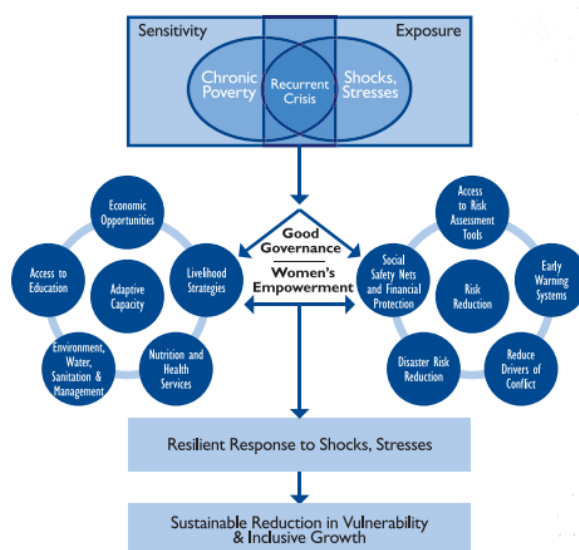 Sensitivity
Exposure
Chronic
Poverty
Recurrent
Crisis
Shocks,
Stresses
Good
Governance
Women's
Empowerment
Economic
Opportunities
Access to
Education
Adaptive
Capacity
Livelihood
Strategies
Environment,
Water,
Sanitation &
Management
Nutrition and
Health
Services
Access
to Risk
Assessment
Tools
Social
Safety Nets
and Financial
Protection
Risk
Reduction
Early
Warning
Systems
Disaster Risk
Reduction
Reduce
Drivers of
Conflict
Resilient Response to Shocks, Stresses
Sustainable Reduction in Vulnerability
& Inclusive Growth